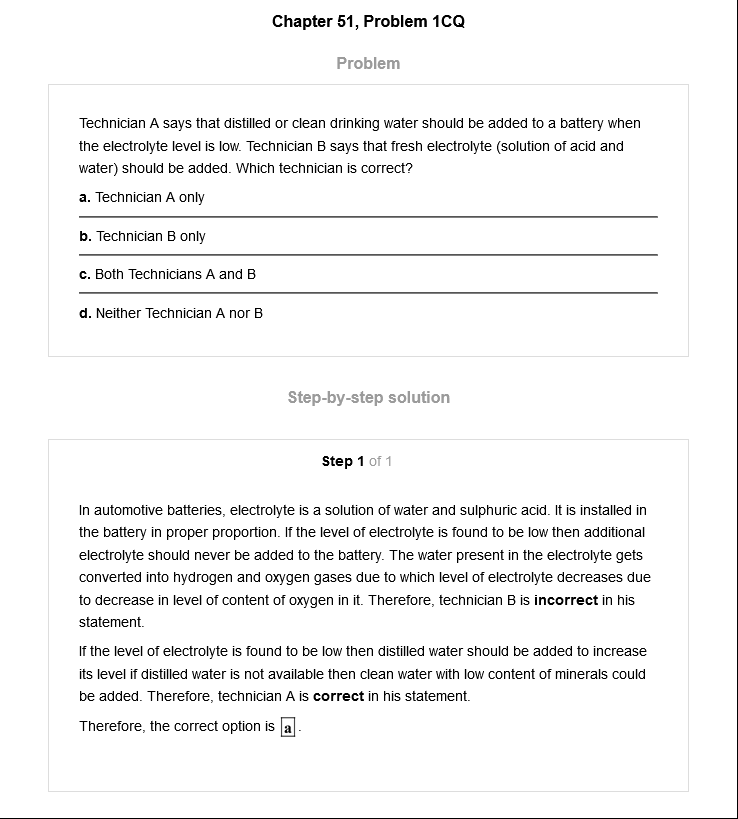 Chapter 51, Problem 1CQ
Problem
Technician A says that distilled or clean drinking water should be added to a battery when
the electrolyte level is low. Technician B says that fresh electrolyte (solution of acid and
water) should be added. Which technician is correct?
a. Technician A only
b. Technician B only
c. Both Technicians A and B
d. Neither Technician A nor B
Step-by-step solution
Step 1 of 1
In automotive batteries, electrolyte is a solution of water and sulphuric acid. It is installed in
the battery in proper proportion. If the level of electrolyte is found to be low then additional
electrolyte should never be added to the battery. The water present in the electrolyte gets
converted into hydrogen and oxygen gases due to which level of electrolyte decreases due
to decrease in level of content of oxygen in it. Therefore, technician B is incorrect in his
statement.
If the level of electrolyte is found to be low then distilled water should be added to increase
its level if distilled water is not available then clean water with low content of minerals could
be added. Therefore, technician A is correct in his statement.
Therefore, the correct option is a .